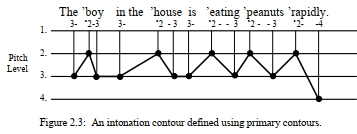 The 'boy in the 'house is 'eating 'peanuts 'rapidly.
3- °2-3 3- °2 - 3 3- °2 - - 3 °2 - - 3 °2- -4
1.
2.
Pitch
Level
3.
4.
Figure 2.3: An intonation contour defined using primary contours.